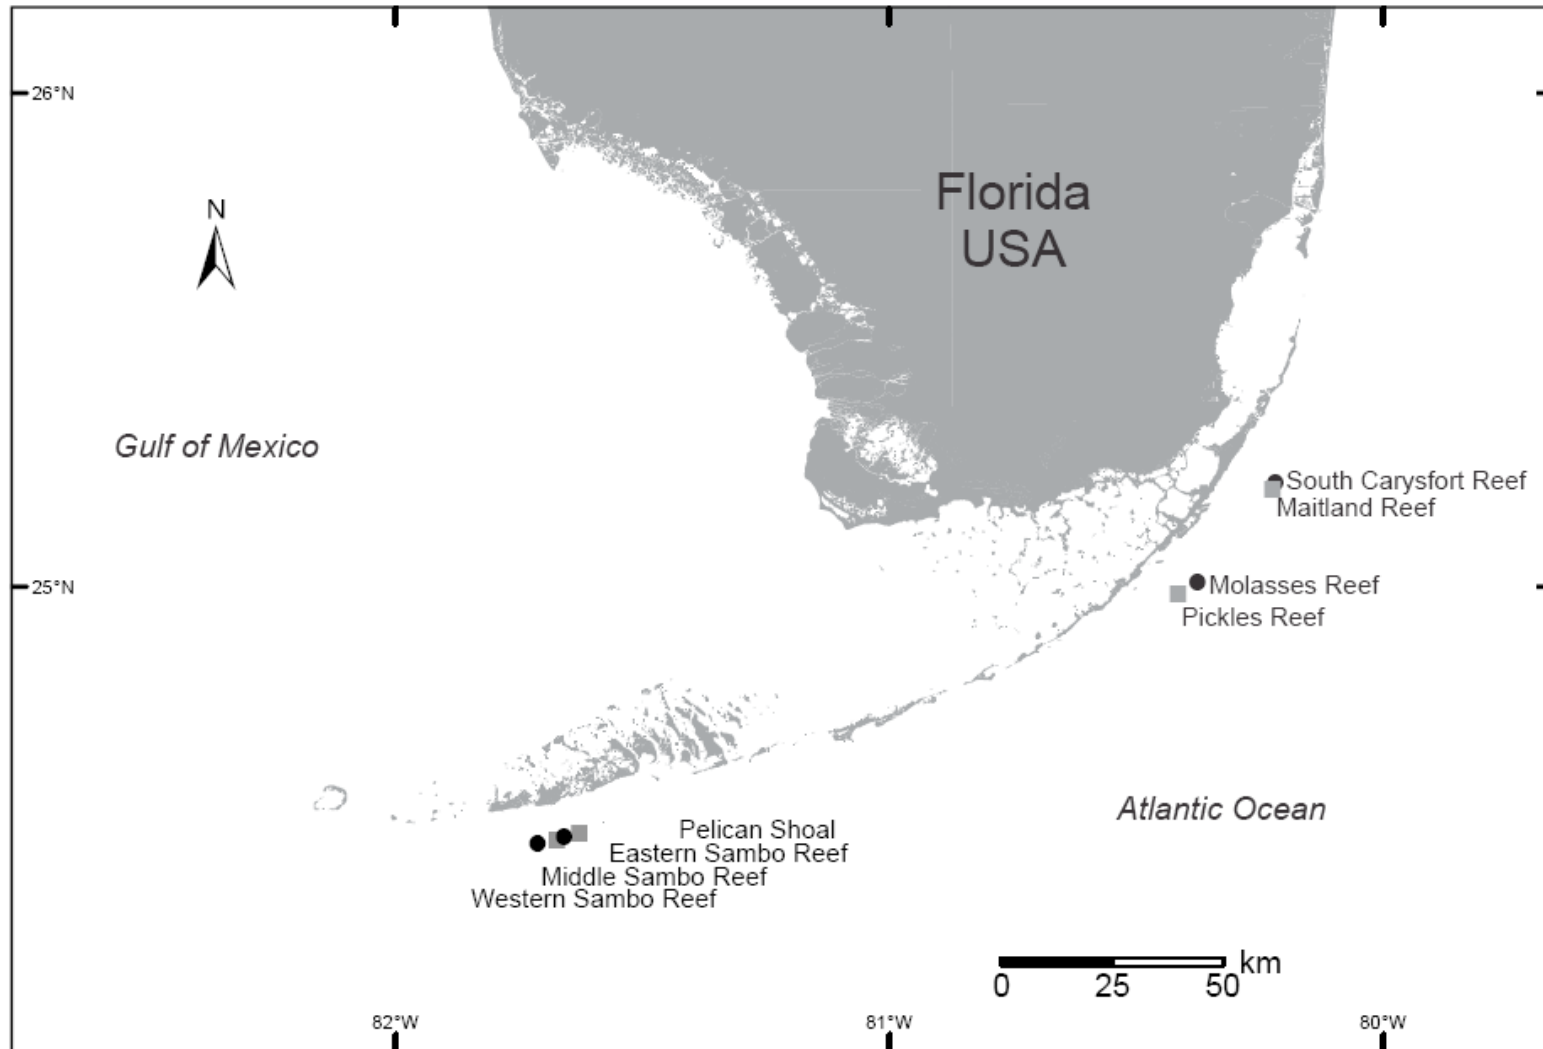 26°N
Florida
USA
N
Gulf of Mexico
South Carysfort Reef
Maitland Reef
25°N
Molasses Reef
Pickles Reef
Atlantic Ocean
Pelican Shoal
Eastern Sambo Reef
Middle Sambo Reef
Western Sambo Reef
km
0 25 50
82°W 81°W 80°W